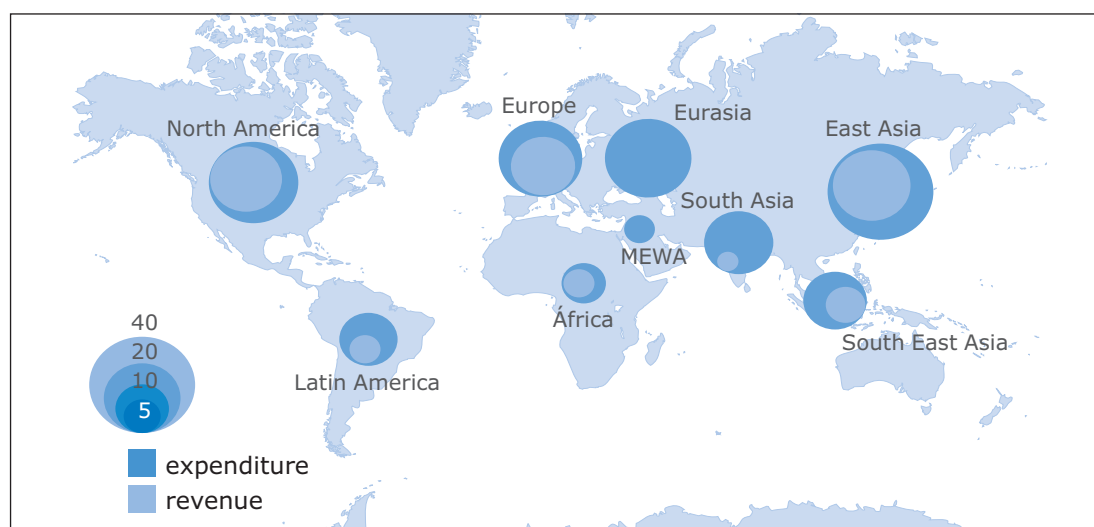 Europe
Eurasia
North America
East Asia
South Asia
MEWA
África
South East Asia
Latin America
40
20
10
5
expenditure
revenue